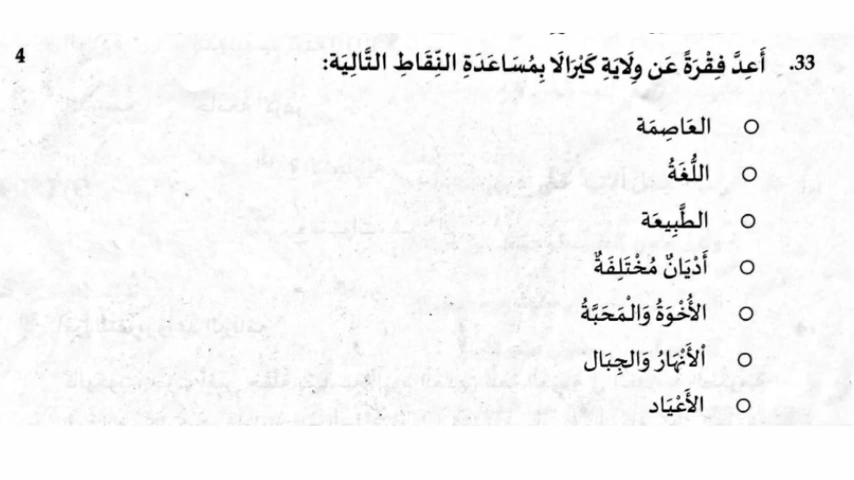 33. أَعِدَّ فِقْرَةً عَن وِلَايَةِ كَيْرَالَا بِمُسَاعَدَةِ النِّقَاطِ التَّالِيَة: 4
○ العَاصِمَة
○ اللُّغَةُ
○ الطَّبِيعَة
○ أَدْيَانٌ مُخْتَلِفَةٌ
○ الأُخْوَةُ وَالْمَحَبَّةُ
○ اْلأَنْهَارُ وَالجِبَال
○ الأَعْيَاد